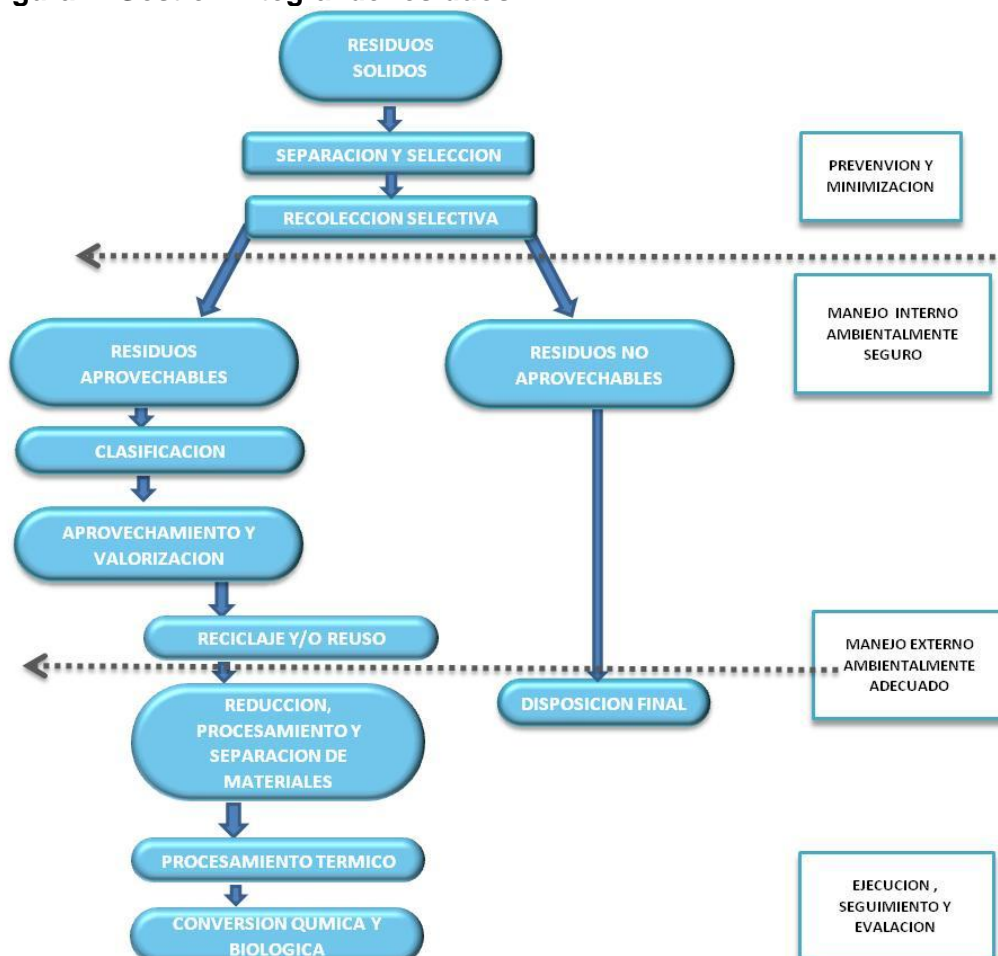 RESIDUOS
SOLIDOS
SEPARACION Y SELECCION
RECOLECCION SELECTIVA
PREVENVION Y
MINIMIZACION
MANEJO INTERNO
AMBIENTALMENTE
SEGURO
RESIDUOS
APROVECHABLES
RESIDUOS NO
APROVECHABLES
CLASIFICACION
APROVECHAMIENTO Y
VALORIZACION
RECICLAJE Y/O REUSO
MANEJO EXTERNO
AMBIENTALMENTE
ADECUADO
REDUCCION,
PROCESAMIENTO Y
SEPARACION DE
MATERIALES
DISPOSICION FINAL
PROCESAMIENTO TERMICO
CONVERSION QUMICA Y
BIOLOGICA
EJECUCION ,
SEGUIMIENTO Y
EVALACION